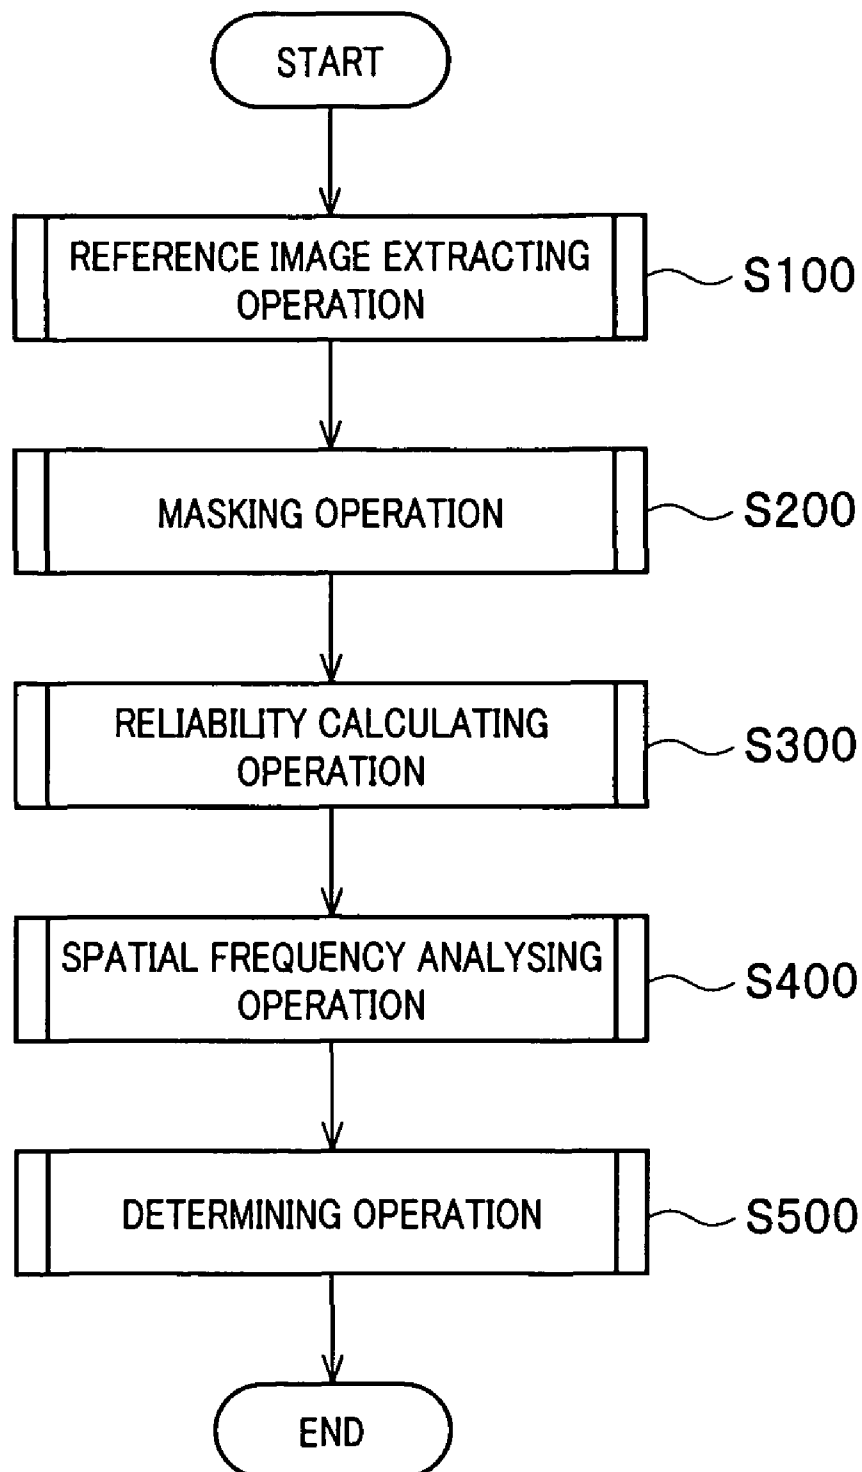 START
REFERENCE IMAGE EXTRACTING
OPERATION
S100
MASKING OPERATION
S200
RELIABILITY CALCULATING
OPERATION
S300
SPATIAL FREQUENCY ANALYSING
OPERATION
S400
DETERMINING OPERATION
S500
END